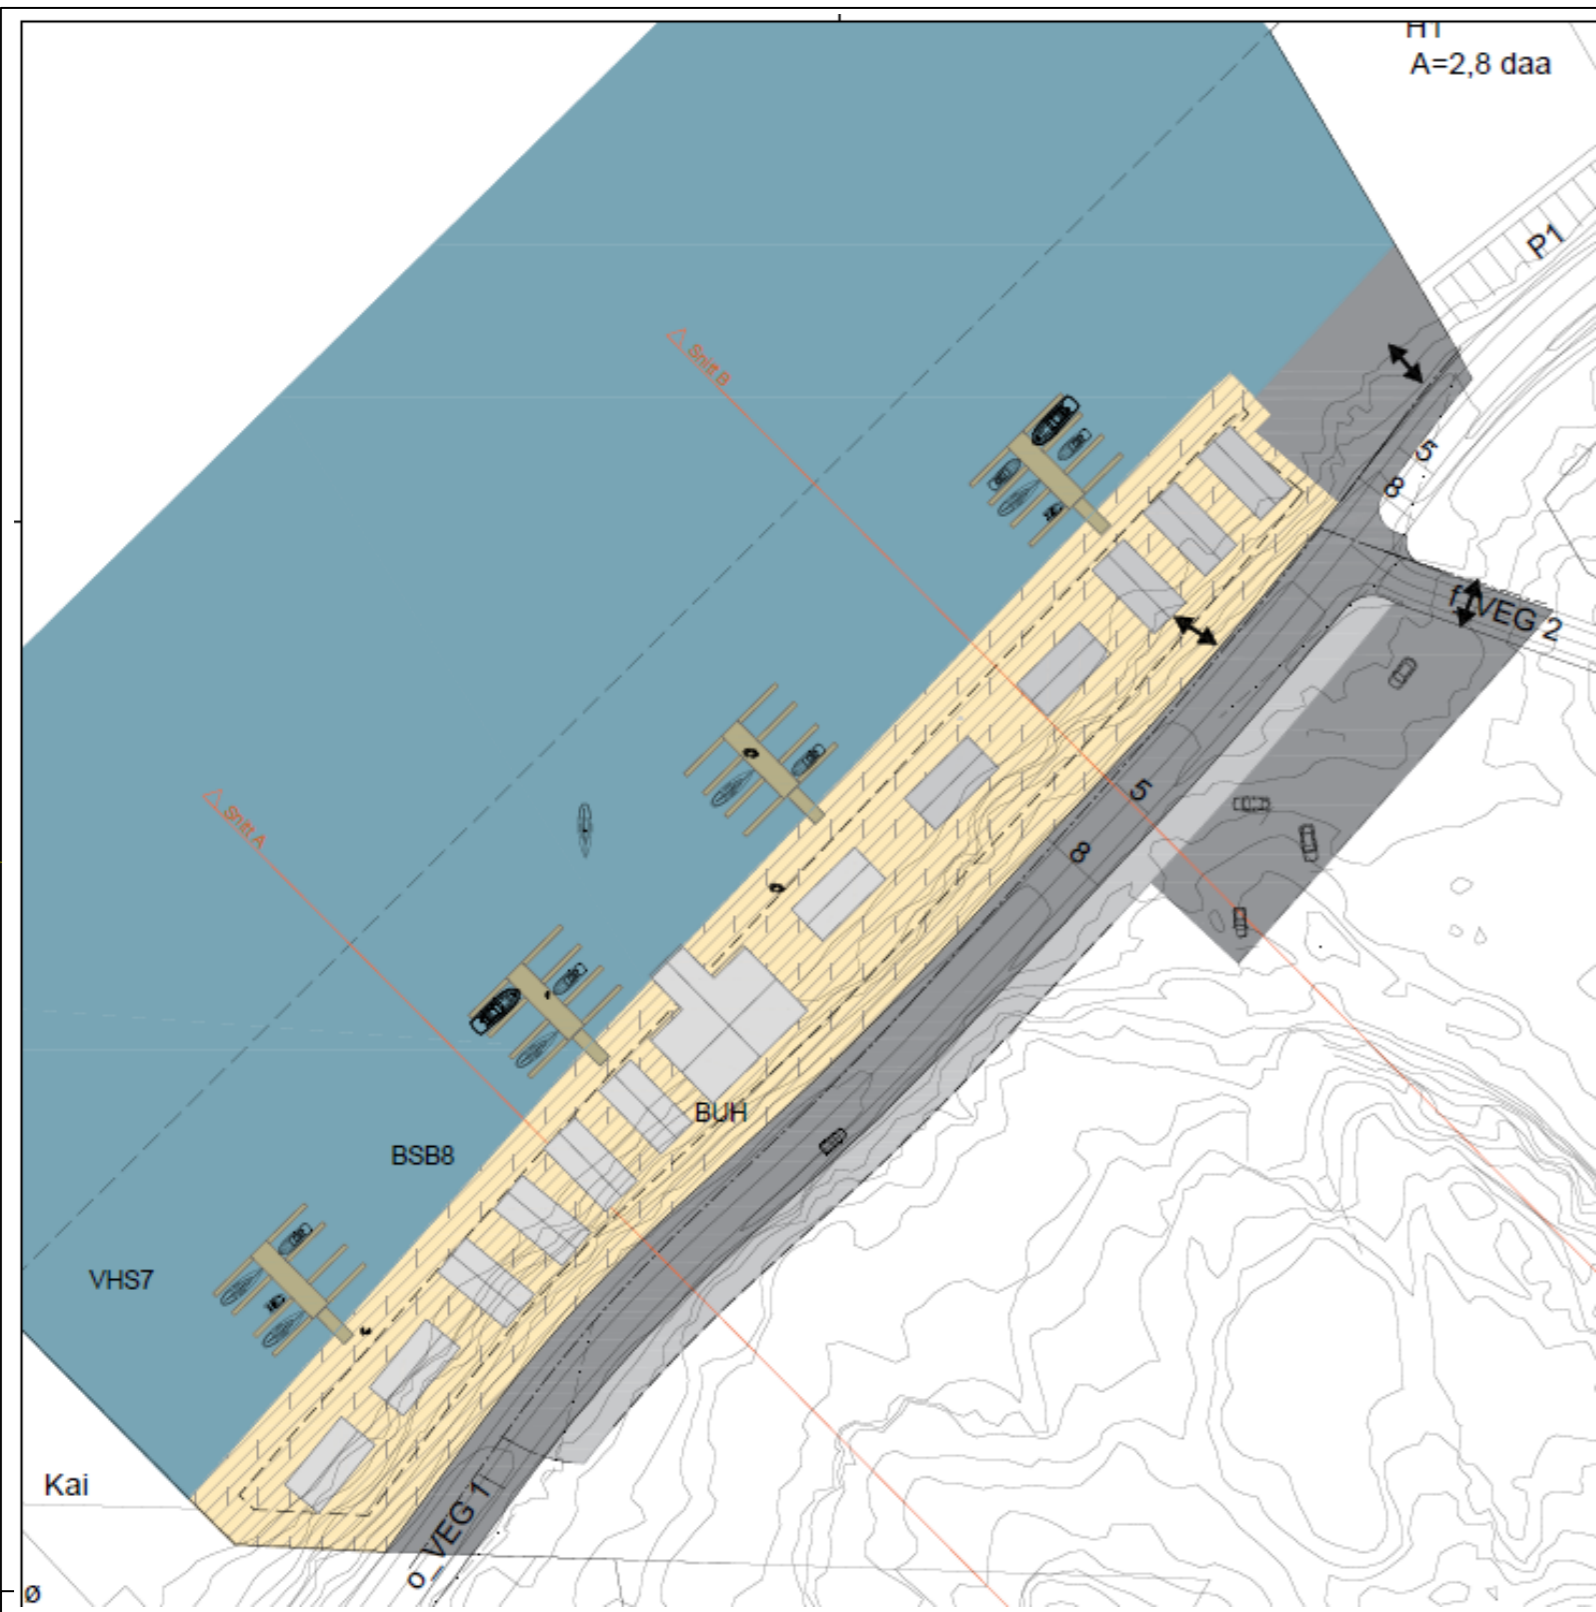 H1
A=2,8 daa
P1
Snitt B
5
8
f_VEG 2
Snitt A
5
8
BUH
BSB8
VHS7
Kai
o_VEG 1
ø